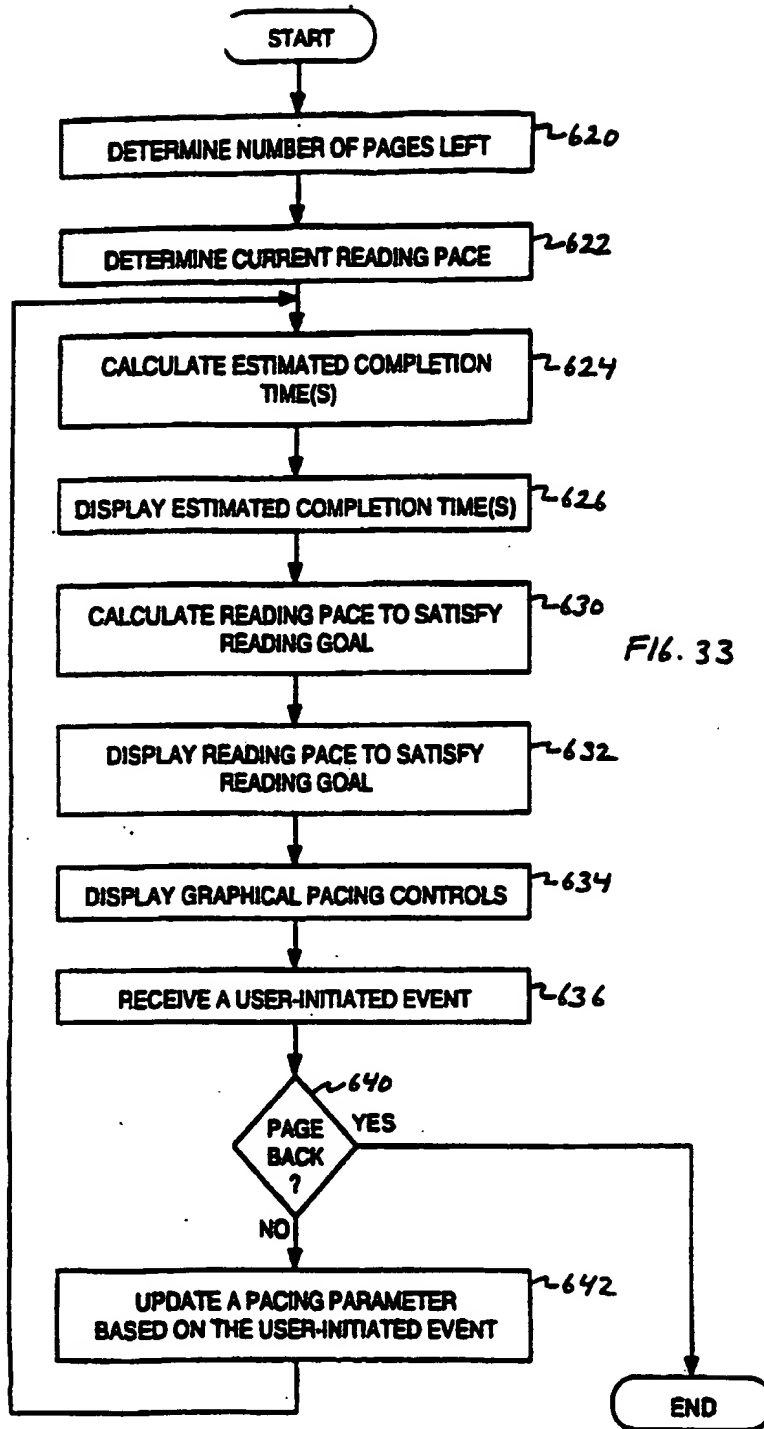 START
DETERMINE NUMBER OF PAGES LEFT
620
DETERMINE CURRENT READING PACE
622
CALCULATE ESTIMATED COMPLETION
TIME(S)
624
DISPLAY ESTIMATED COMPLETION TIME(S)
626
CALCULATE READING PACE TO SATISFY
READING GOAL
630
FIG. 33
DISPLAY READING PACE TO SATISFY
READING GOAL
632
DISPLAY GRAPHICAL PACING CONTROLS
634
RECEIVE A USER-INITIATED EVENT
636
640
PAGE
BACK
?
YES
NO
UPDATE A PACING PARAMETER
BASED ON THE USER-INITIATED EVENT
642
END